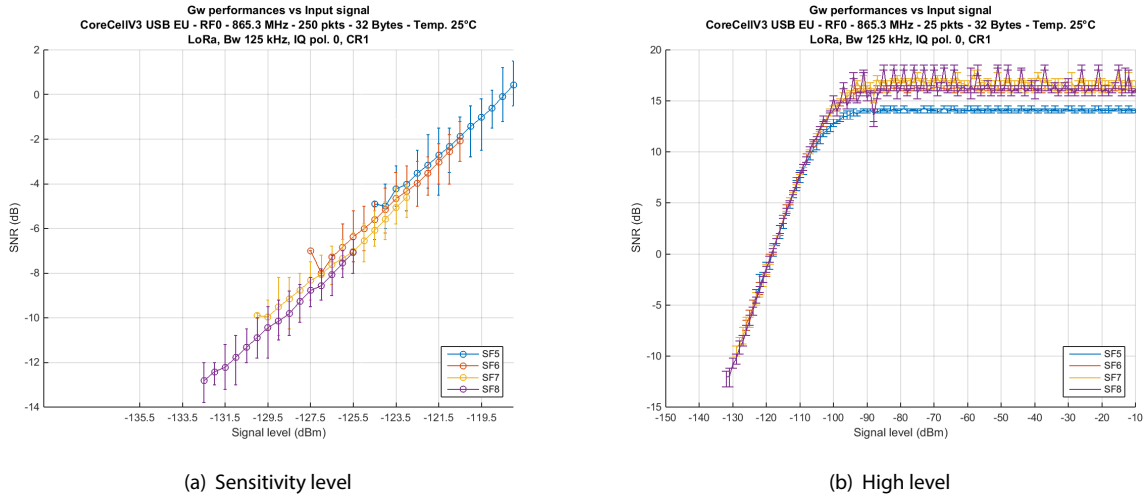 Gw performances vs Input signal
CoreCellV3 USB EU - RF0 - 865.3 MHz - 250 pkts - 32 Bytes - Temp. 25°C
LoRa, Bw 125 kHz, IQ pol. 0, CR1
2
0
-2
-4
-6
-8
-10
-12
-14
SNR (dB)
-135.5 -133.5 -131.5 -129.5 -127.5 -125.5 -123.5 -121.5 -119.5
Signal level (dBm)
SF5
SF6
SF7
SF8
(a) Sensitivity level
Gw performances vs Input signal
CoreCellV3 USB EU - RF0 - 865.3 MHz - 25 pkts - 32 Bytes - Temp. 25°C
LoRa, Bw 125 kHz, IQ pol. 0, CR1
20
15
10
5
0
-5
-10
-15
SNR (dB)
-150 -140 -130 -120 -110 -100 -90 -80 -70 -60 -50 -40 -30 -20 -10
Signal level (dBm)
SF5
SF6
SF7
SF8
(b) High level